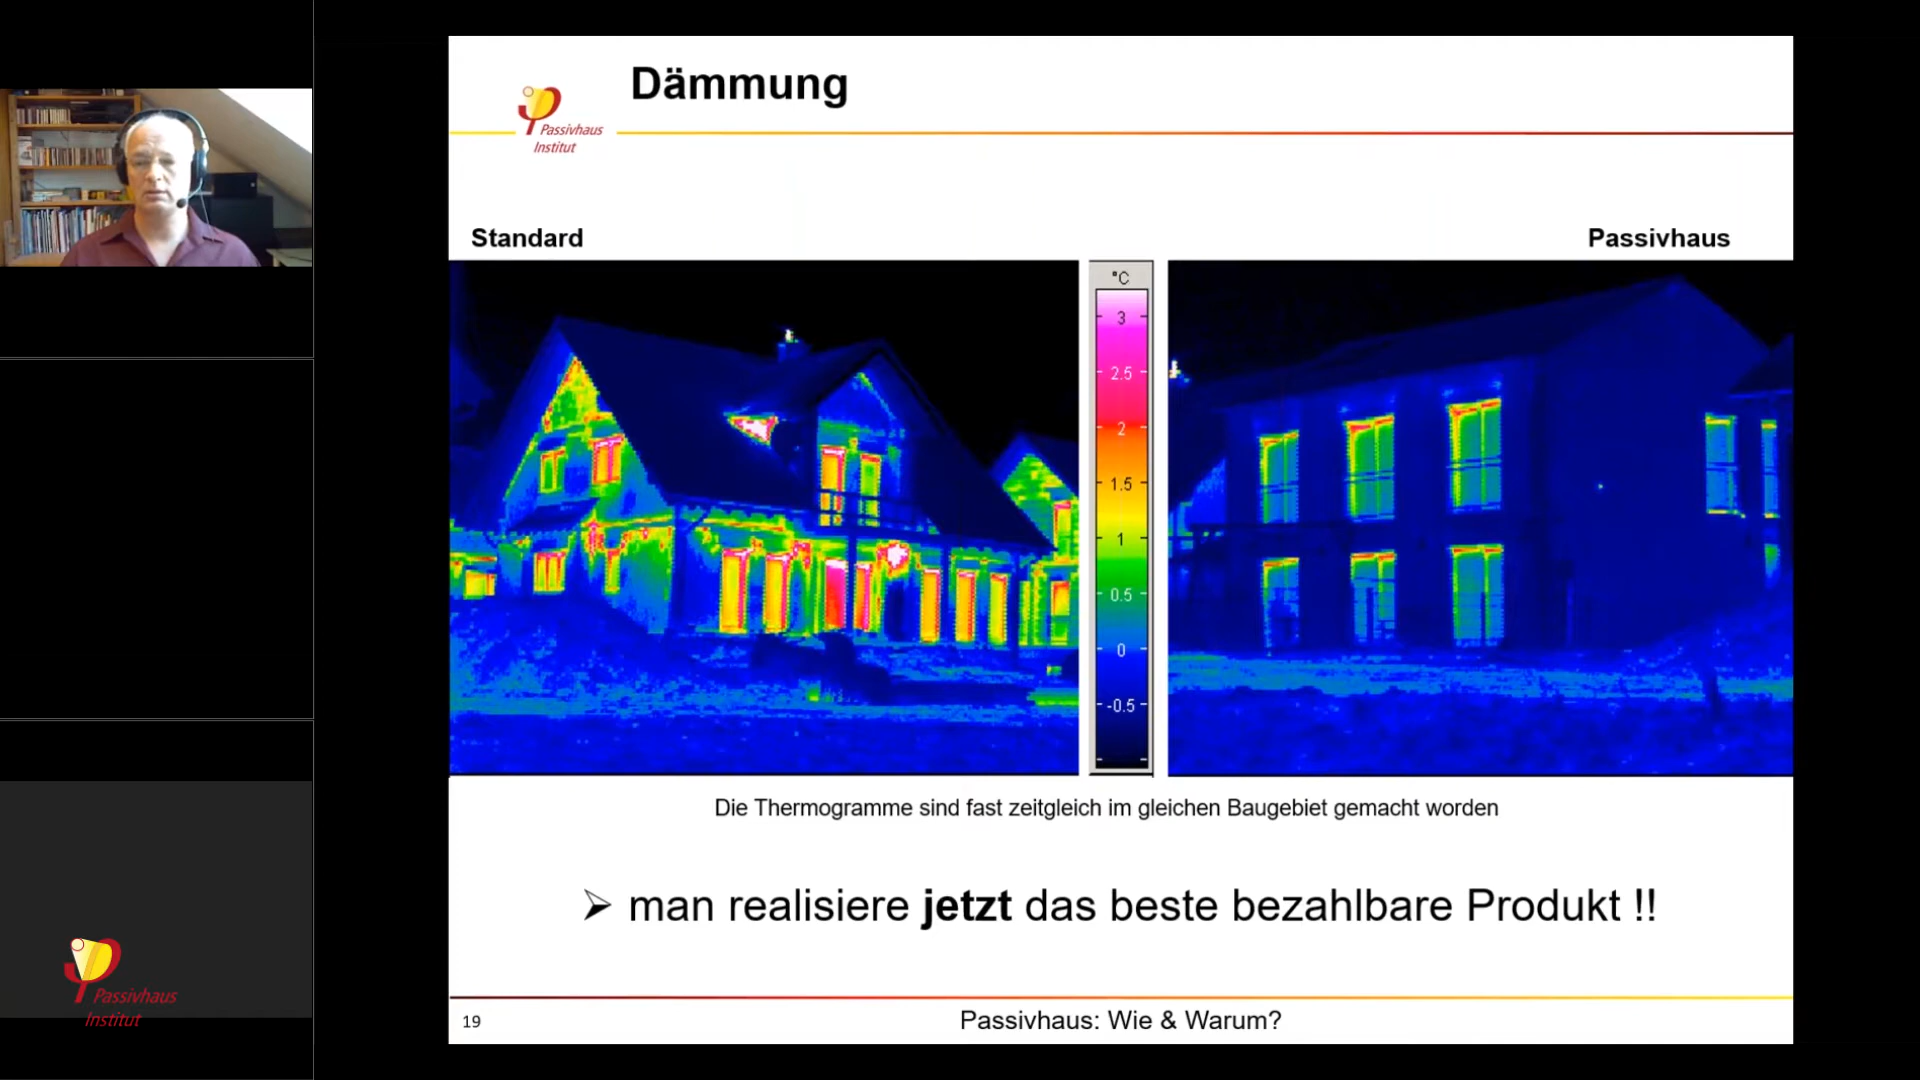 Dämmung
Passivhaus
Institut
Standard
Passivhaus
°C
3
2.5
2
1.5
1
0.5
0
-0.5
Die Thermogramme sind fast zeitgleich im gleichen Baugebiet gemacht worden
➢ man realisiere jetzt das beste bezahlbare Produkt !!
19
Passivhaus: Wie & Warum?
Passivhaus
Institut